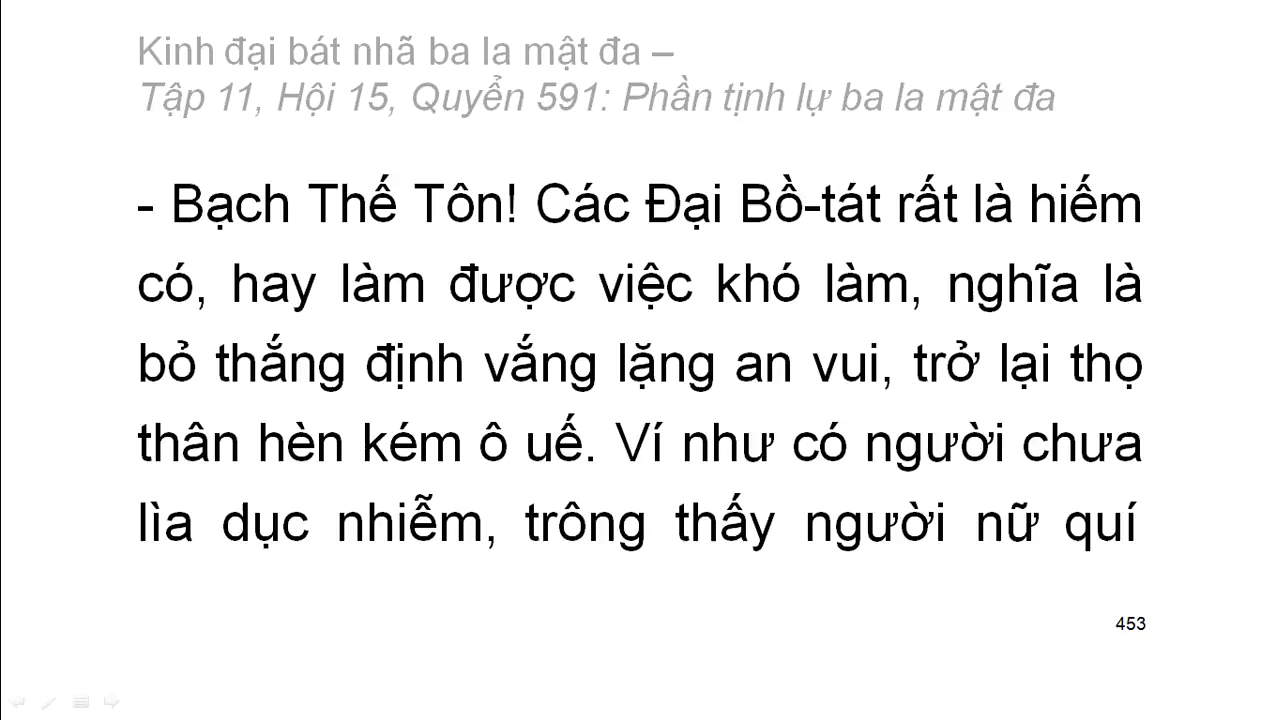 Kinh đại bát nhã ba la mật đa –
Tập 11, Hội 15, Quyển 591: Phần tịnh lự ba la mật đa
- Bạch Thế Tôn! Các Đại Bồ-tát rất là hiếm
có, hay làm được việc khó làm, nghĩa là
bỏ thắng định vắng lặng an vui, trở lại thọ
thân hèn kém ô uế. Ví như có người chưa
lìa dục nhiễm, trông thấy người nữ quí
453